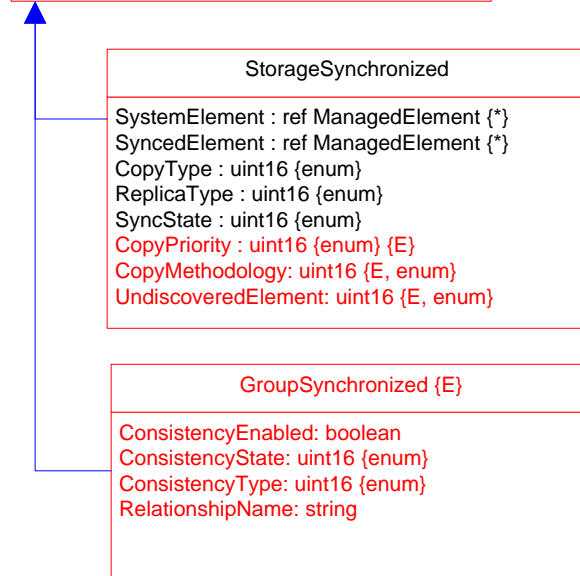 StorageSynchronized
SystemElement : ref ManagedElement {*}
SyncedElement : ref ManagedElement {*}
CopyType : uint16 {enum}
ReplicaType : uint16 {enum}
SyncState : uint16 {enum}
CopyPriority : uint16 {enum} {E}
CopyMethodology: uint16 {E, enum}
UndiscoveredElement: uint16 {E, enum}
GroupSynchronized {E}
ConsistencyEnabled: boolean
ConsistencyState: uint16 {enum}
ConsistencyType: uint16 {enum}
RelationshipName: string